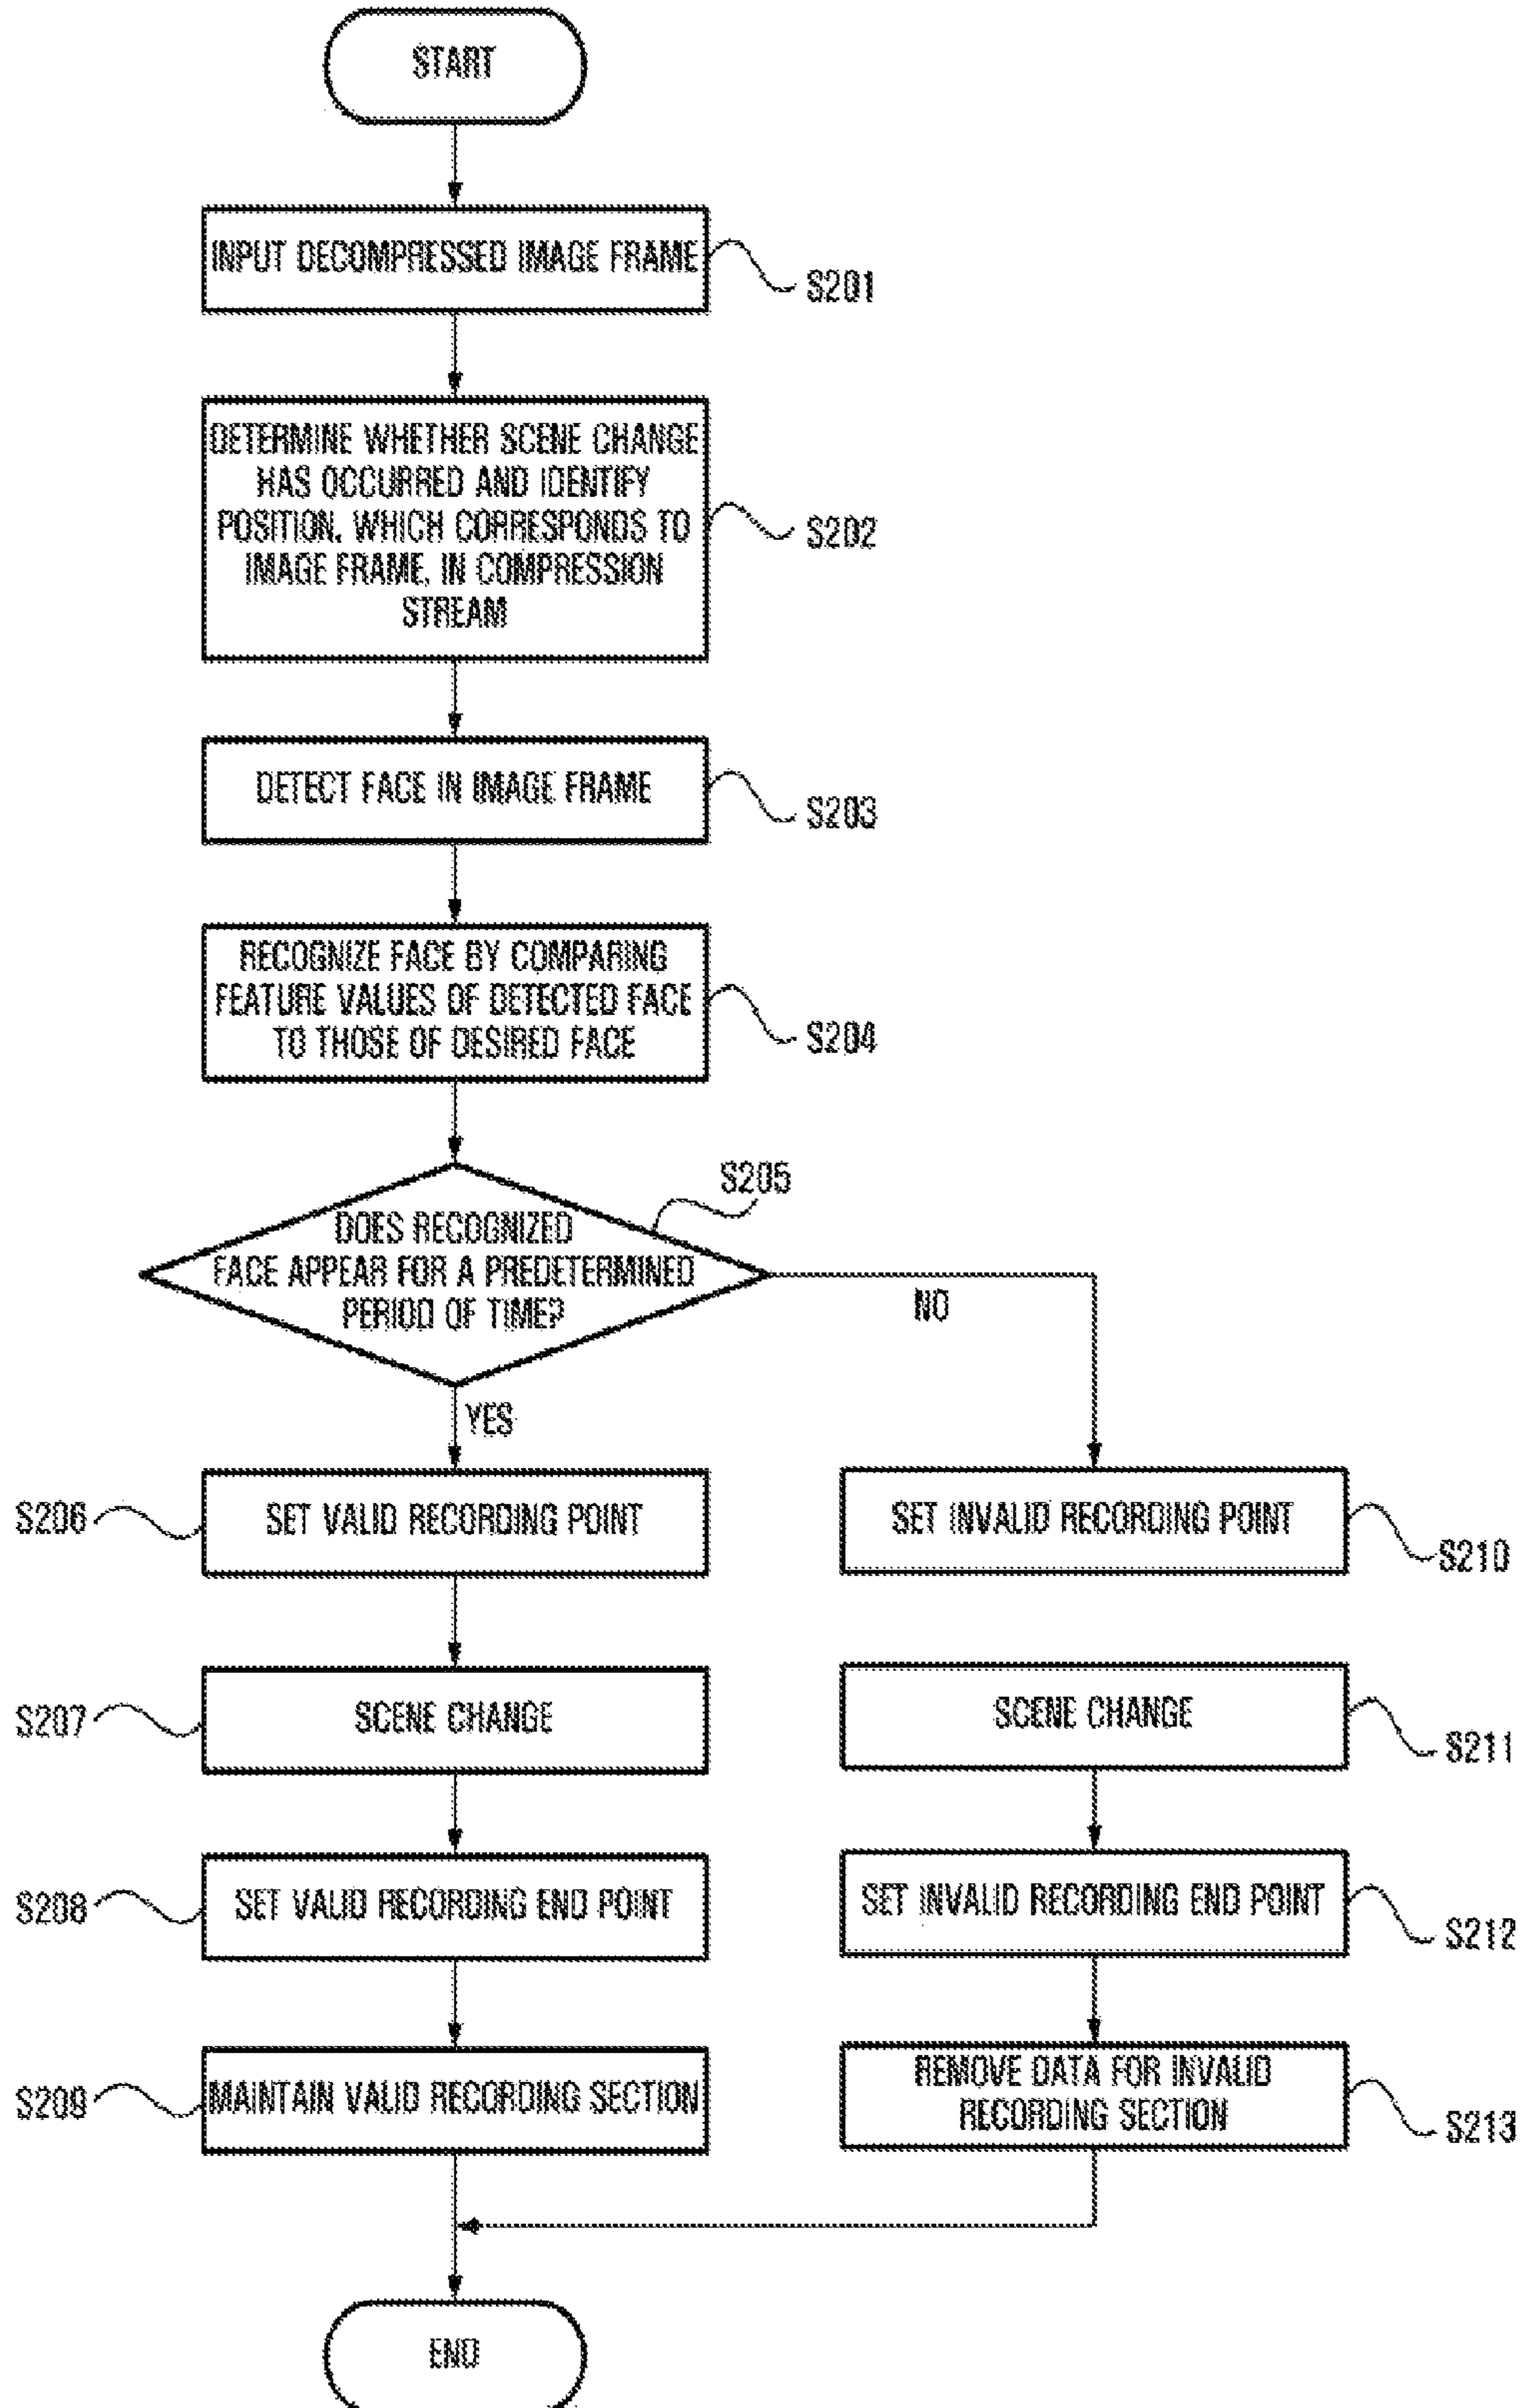 START
INPUT DECOMPRESSED IMAGE FRAME
S201
DETERMINE WHETHER SCENE CHANGE
HAS OCCURRED AND IDENTIFY
POSITION, WHICH CORRESPONDS TO
IMAGE FRAME, IN COMPRESSION
STREAM
S202
DETECT FACE IN IMAGE FRAME
S203
RECOGNIZE FACE BY COMPARING
FEATURE VALUES OF DETECTED FACE
TO THOSE OF DESIRED FACE
S204
S205
DOES RECOGNIZED
FACE APPEAR FOR A PREDETERMINED
PERIOD OF TIME?
NO
YES
S206
SET VALID RECORDING POINT
SET INVALID RECORDING POINT
S210
S207
SCENE CHANGE
SCENE CHANGE
S211
S208
SET VALID RECORDING END POINT
SET INVALID RECORDING END POINT
S212
S209
MAINTAIN VALID RECORDING SECTION
REMOVE DATA FOR INVALID
RECORDING SECTION
S213
END